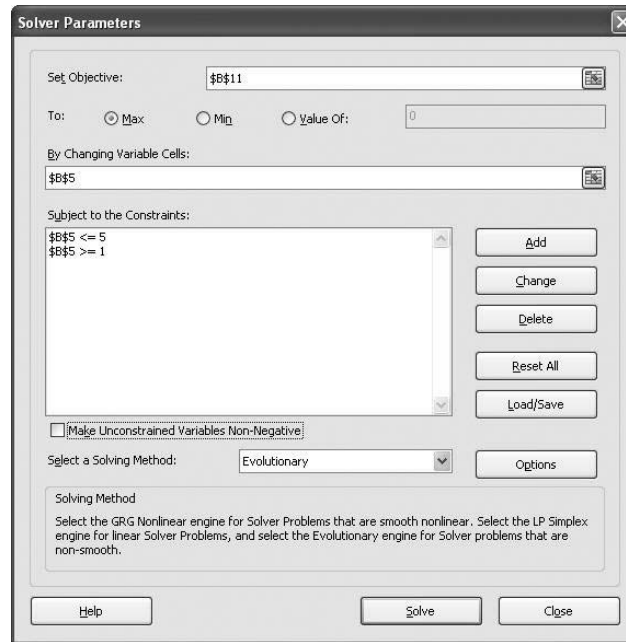 Solver Parameters
Set Objective: $B$11
To: Max Min Value Of: 0
By Changing Variable Cells:
$B$5
Subject to the Constraints:
$B$5 <= 5
$B$5 >= 1
Add
Change
Delete
Reset All
Load/Save
Make Unconstrained Variables Non-Negative
Select a Solving Method: Evolutionary
Options
Solving Method
Select the GRG Nonlinear engine for Solver Problems that are smooth nonlinear. Select the LP Simplex
engine for linear Solver Problems, and select the Evolutionary engine for Solver problems that are
non-smooth.
Help Solve Close